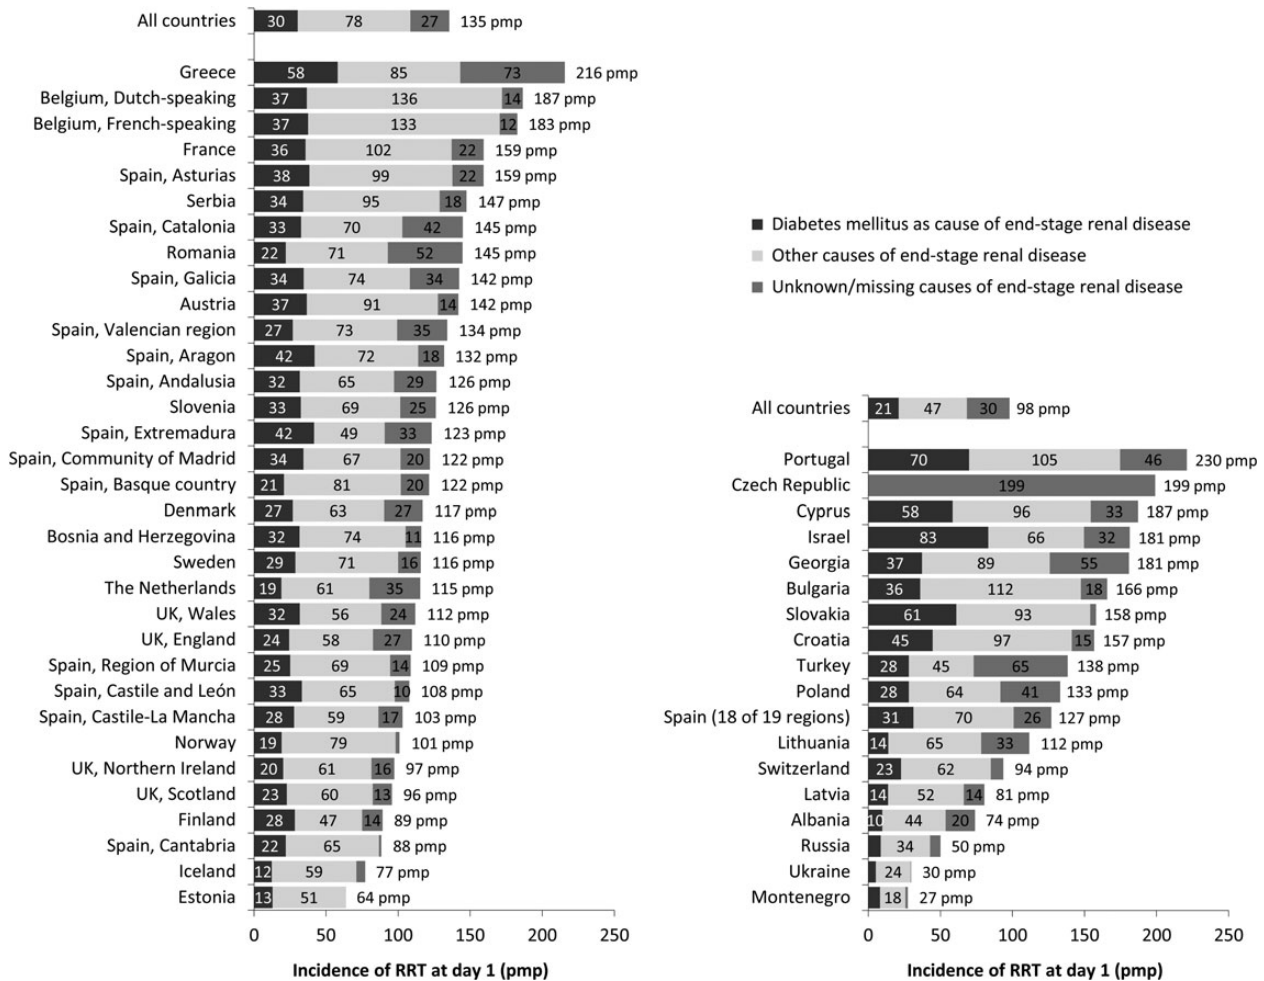 All countries 30 78 27 135 pmp
Greece 58 85 73 216 pmp
Belgium, Dutch-speaking 37 136 14 187 pmp
Belgium, French-speaking 37 133 12 183 pmp
France 36 102 22 159 pmp
Spain, Asturias 38 99 22 159 pmp
Serbia 34 95 18 147 pmp
Spain, Catalonia 33 70 42 145 pmp
Romania 22 71 52 145 pmp
Spain, Galicia 34 74 34 142 pmp
Austria 37 91 14 142 pmp
Spain, Valencian region 27 73 35 134 pmp
Spain, Aragon 42 72 18 132 pmp
Spain, Andalusia 32 65 29 126 pmp
Slovenia 33 69 25 126 pmp
Spain, Extremadura 42 49 33 123 pmp
Spain, Community of Madrid 34 67 20 122 pmp
Spain, Basque country 21 81 20 122 pmp
Denmark 27 63 27 117 pmp
Bosnia and Herzegovina 32 74 11 116 pmp
Sweden 29 71 16 116 pmp
The Netherlands 19 61 35 115 pmp
UK, Wales 32 56 24 112 pmp
UK, England 24 58 27 110 pmp
Spain, Region of Murcia 25 69 14 109 pmp
Spain, Castile and León 33 65 10 108 pmp
Spain, Castile-La Mancha 28 59 17 103 pmp
Norway 19 79 101 pmp
UK, Northern Ireland 20 61 16 97 pmp
UK, Scotland 23 60 13 96 pmp
Finland 28 47 14 89 pmp
Spain, Cantabria 22 65 88 pmp
Iceland 12 59 77 pmp
Estonia 13 51 64 pmp
0 50 100 150 200 250
Incidence of RRT at day 1 (pmp)
Diabetes mellitus as cause of end-stage renal disease
Other causes of end-stage renal disease
Unknown/missing causes of end-stage renal disease
All countries 21 47 30 98 pmp
Portugal 70 105 46 230 pmp
Czech Republic 199 199 pmp
Cyprus 58 96 33 187 pmp
Israel 83 66 32 181 pmp
Georgia 37 89 55 181 pmp
Bulgaria 36 112 18 166 pmp
Slovakia 61 93 158 pmp
Croatia 45 97 15 157 pmp
Turkey 28 45 65 138 pmp
Poland 28 64 41 133 pmp
Spain (18 of 19 regions) 31 70 26 127 pmp
Lithuania 14 65 33 112 pmp
Switzerland 23 62 94 pmp
Latvia 14 52 14 81 pmp
Albania 10 44 20 74 pmp
Russia 34 50 pmp
Ukraine 24 30 pmp
Montenegro 18 27 pmp
0 50 100 150 200 250
Incidence of RRT at day 1 (pmp)